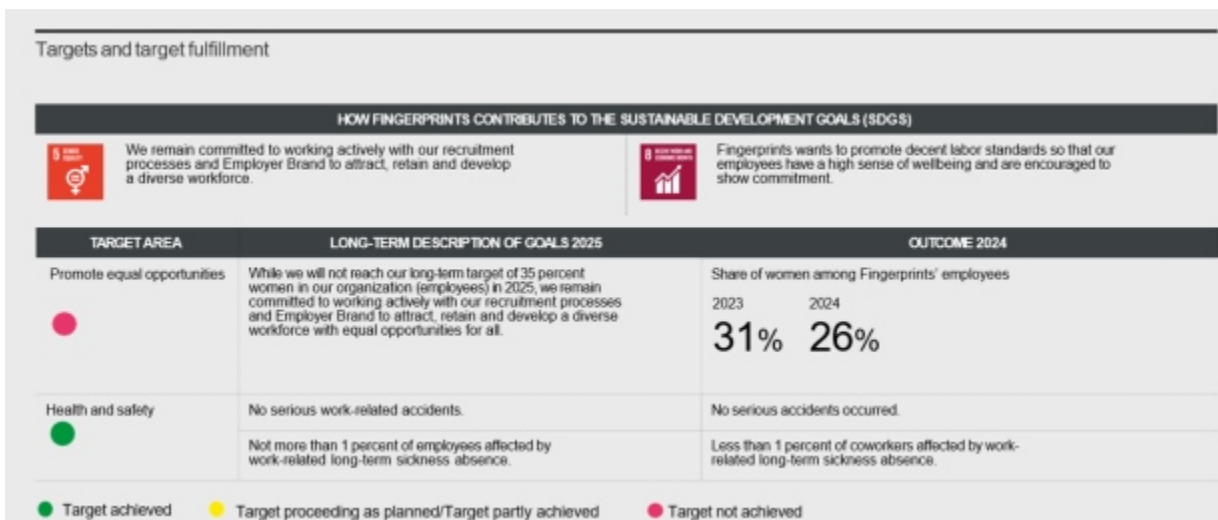 Targets and target fulfillment
HOW FINGERPRINTS CONTRIBUTES TO THE SUSTAINABLE DEVELOPMENT GOALS (SDGS)
5 GENDER EQUALITY
We remain committed to working actively with our recruitment
processes and Employer Brand to attract, retain and develop
a diverse workforce.
8 DECENT WORK AND ECONOMIC GROWTH
Fingerprints wants to promote decent labor standards so that our
employees have a high sense of wellbeing and are encouraged to
show commitment.
TARGET AREA
LONG-TERM DESCRIPTION OF GOALS 2025
OUTCOME 2024
Promote equal opportunities
While we will not reach our long-term target of 35 percent
women in our organization (employees) in 2025, we remain
committed to working actively with our recruitment processes
and Employer Brand to attract, retain and develop a diverse
workforce with equal opportunities for all.
Share of women among Fingerprints' employees
2023 2024
31% 26%
Health and safety
No serious work-related accidents.
No serious accidents occurred.
Not more than 1 percent of employees affected by
work-related long-term sickness absence.
Less than 1 percent of coworkers affected by work-
related long-term sickness absence.
Target achieved Target proceeding as planned/Target partly achieved Target not achieved